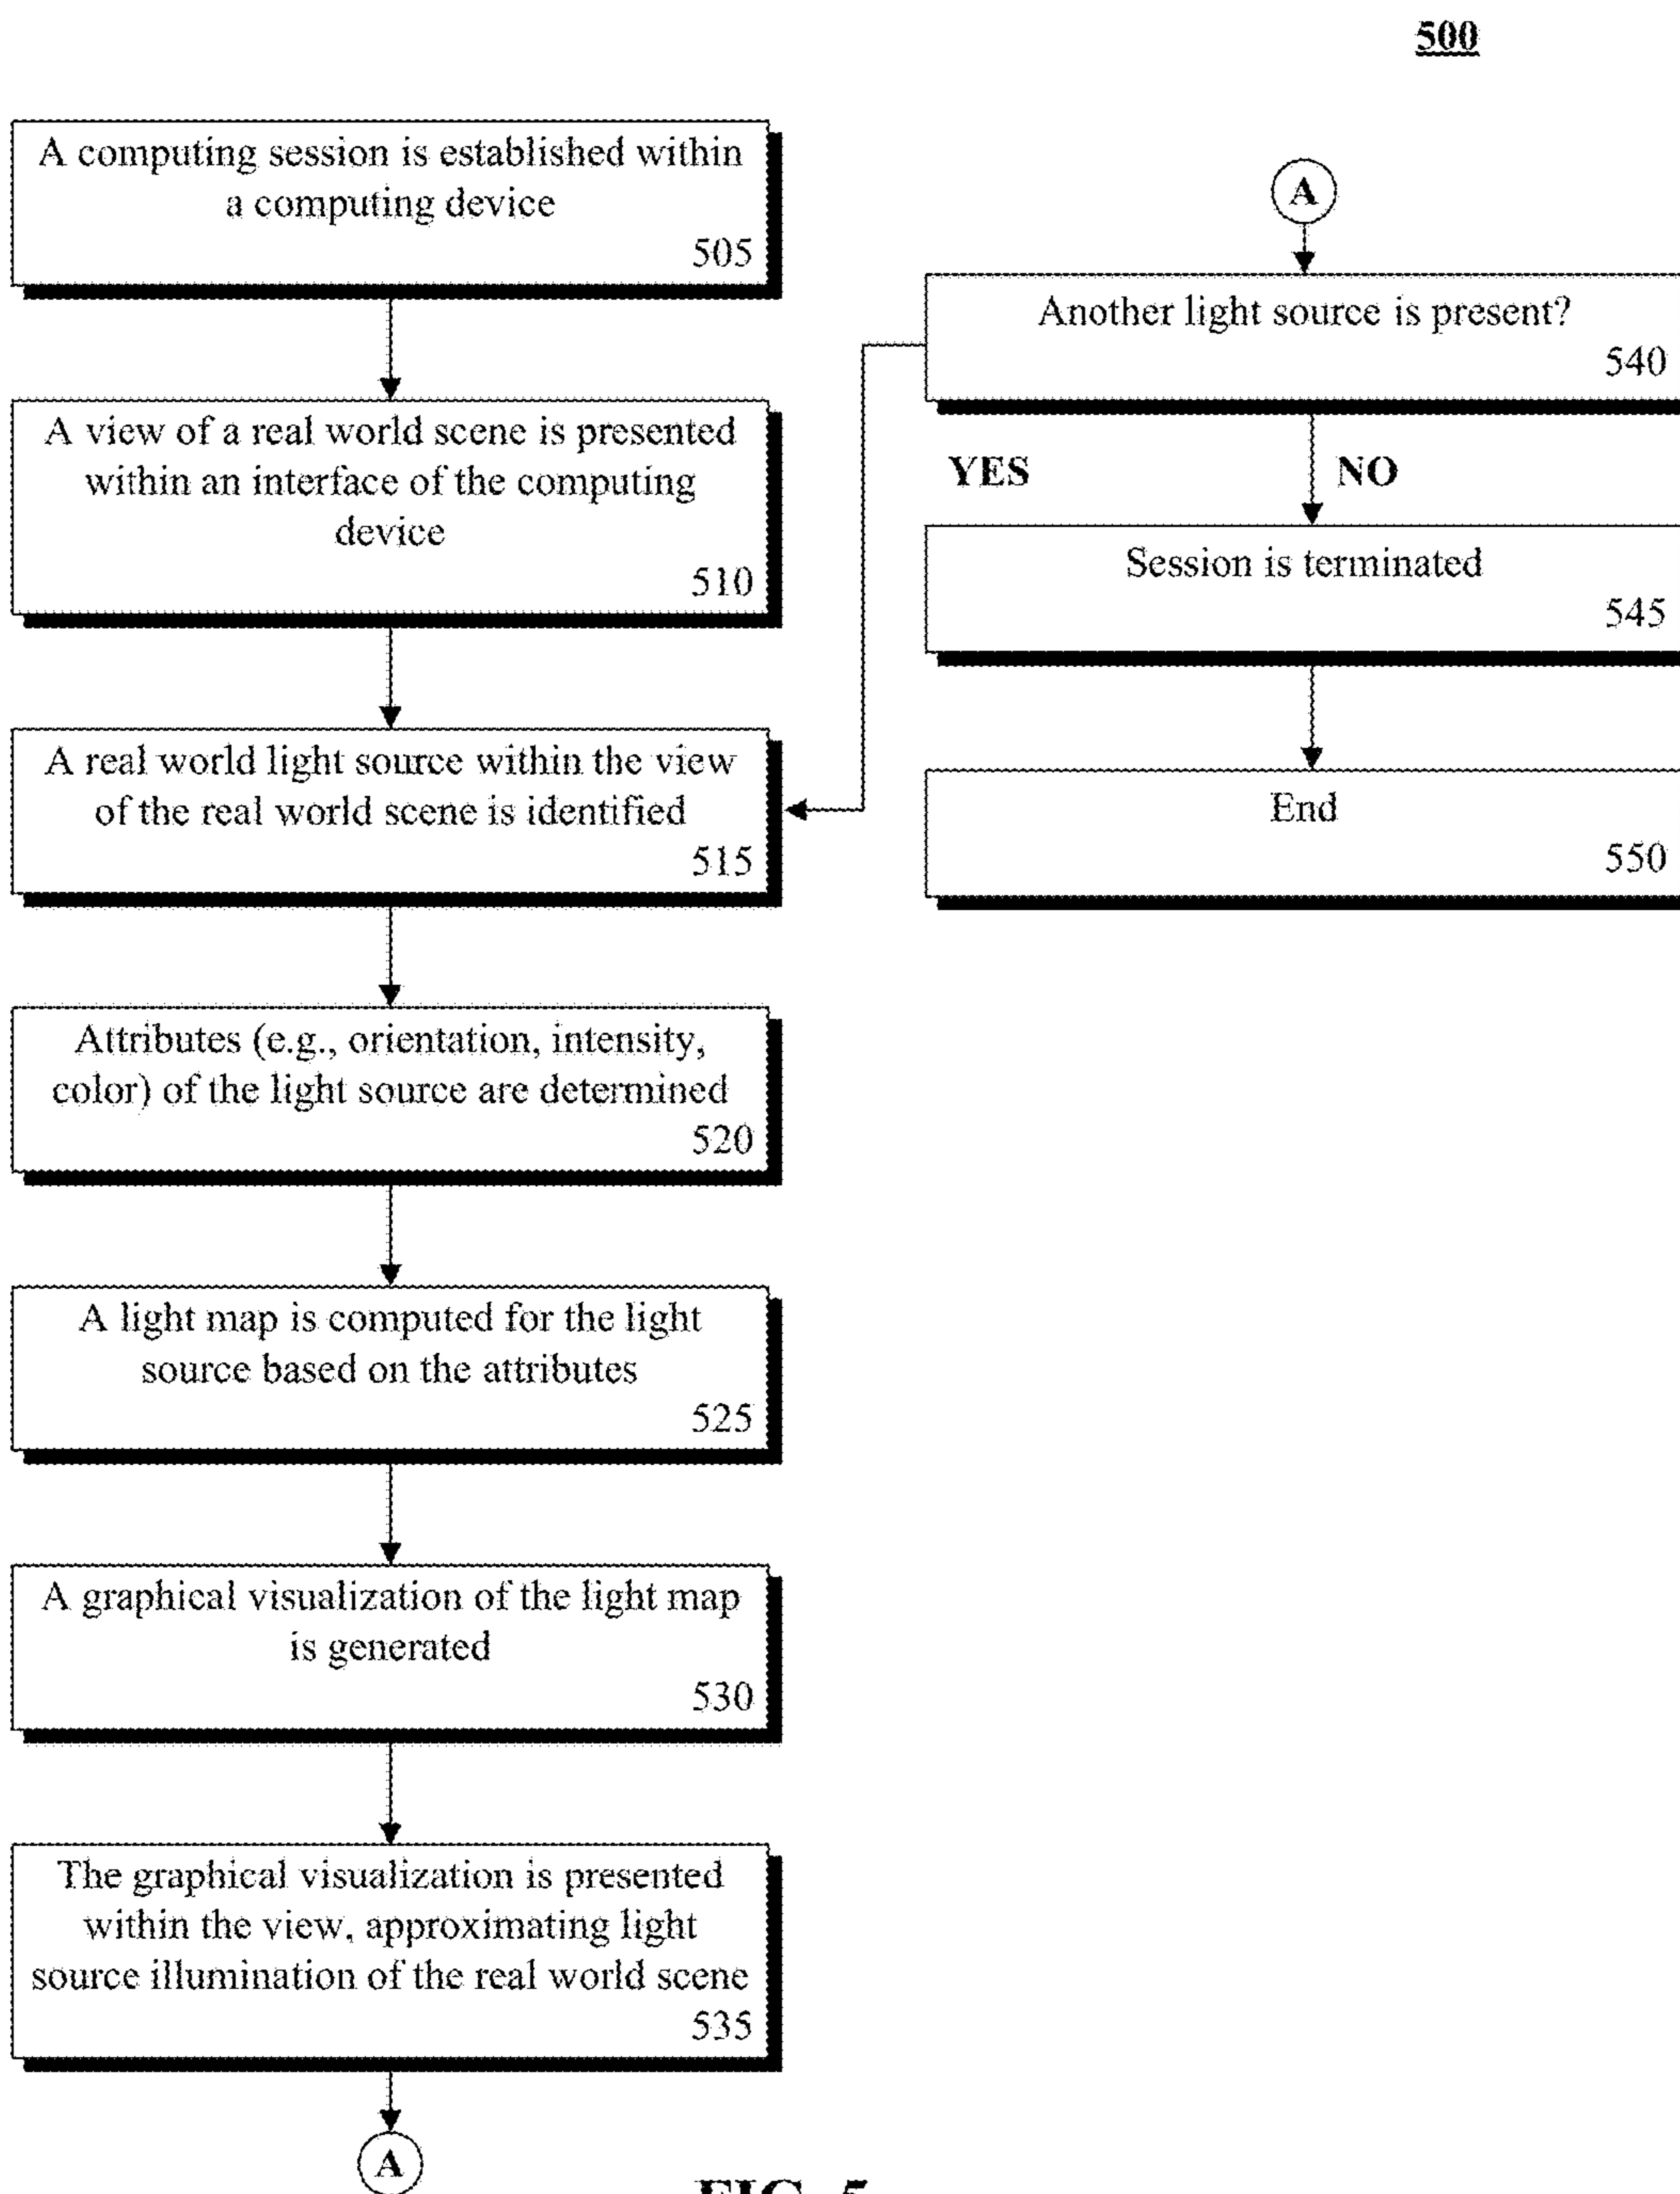 500
A computing session is established within
a computing device
505
A view of a real world scene is presented
within an interface of the computing
device
510
A real world light source within the view
of the real world scene is identified
515
Attributes (e.g., orientation, intensity,
color) of the light source are determined
520
A light map is computed for the light
source based on the attributes
525
A graphical visualization of the light map
is generated
530
The graphical visualization is presented
within the view, approximating light
source illumination of the real world scene
535
A
A
Another light source is present?
540
YES
NO
Session is terminated
545
End
550
FIG. 5